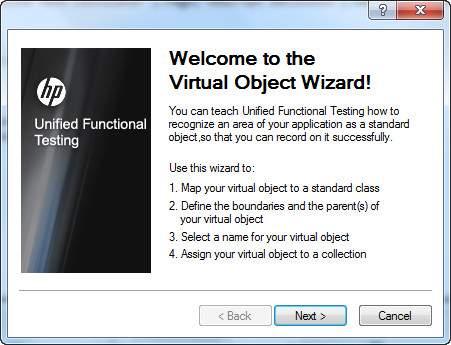 Welcome to the
Virtual Object Wizard!
hp
Unified Functional
Testing
You can teach Unified Functional Testing how to
recognize an area of your application as a standard
object,so that you can record on it successfully.
Use this wizard to:
1. Map your virtual object to a standard class
2. Define the boundaries and the parent(s) of
your virtual object
3. Select a name for your virtual object
4. Assign your virtual object to a collection
< Back
Next >
Cancel